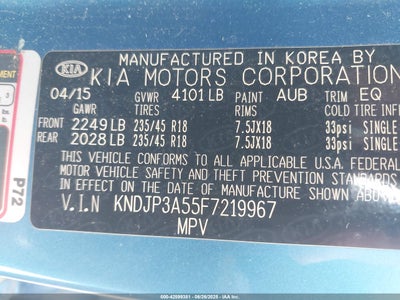 MANUFACTURED IN KOREA BY
KIA KIA MOTORS CORPORATION
04/15 GVWR 4101 LB PAINT AUB TRIM EQ
GAWR TIRES RIMS COLD TIRE INF
FRONT 2249 LB 235/45 R18 7.5JX18 33psi SINGLE
REAR 2028 LB 235/45 R18 7.5JX18 33psi SINGLE
THIS VEHICLE CONFORMS TO ALL APPLICABLE U.S.A. FEDERAL
MOTOR VEHICLE SAFETY AND THEFT PREVENTION STANDARDS
IN EFFECT ON THE DATE OF MANUFACTURE SHOWN ABO
V.I.N KNDJP3A55F7219967
MPV
P72